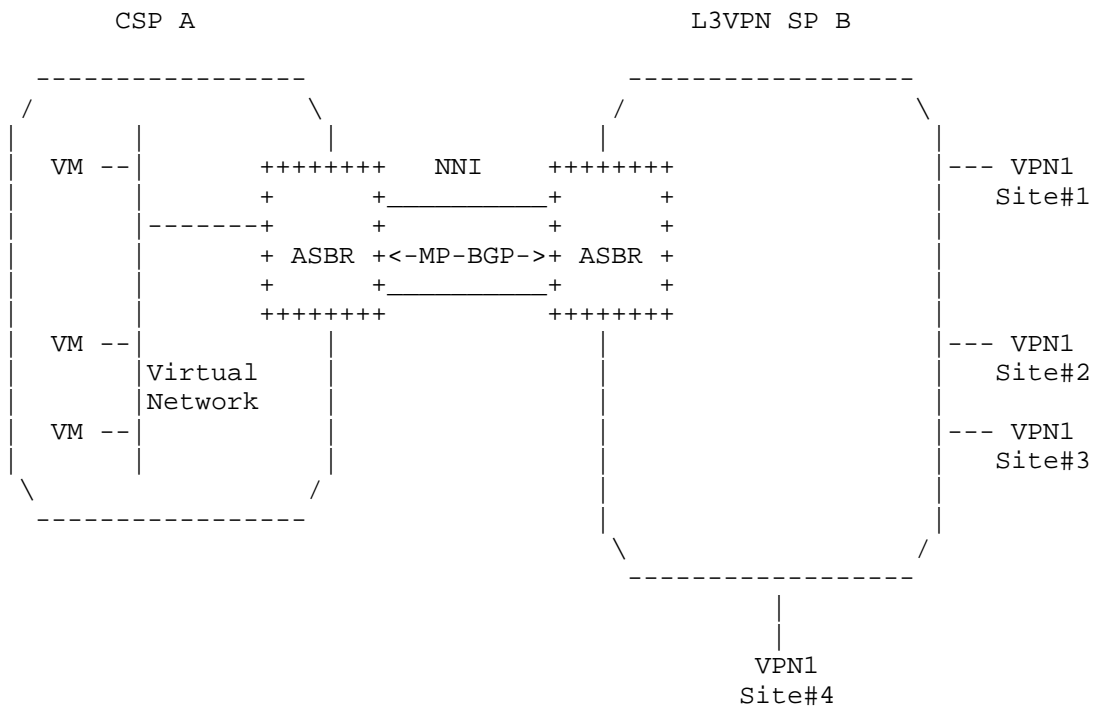 CSP A L3VPN SP B
VM -- NNI --- VPN1
Site#1
ASBR <-MP-BGP-> ASBR
VM -- --- VPN1
Virtual Site#2
Network
VM -- --- VPN1
Site#3
VPN1
Site#4